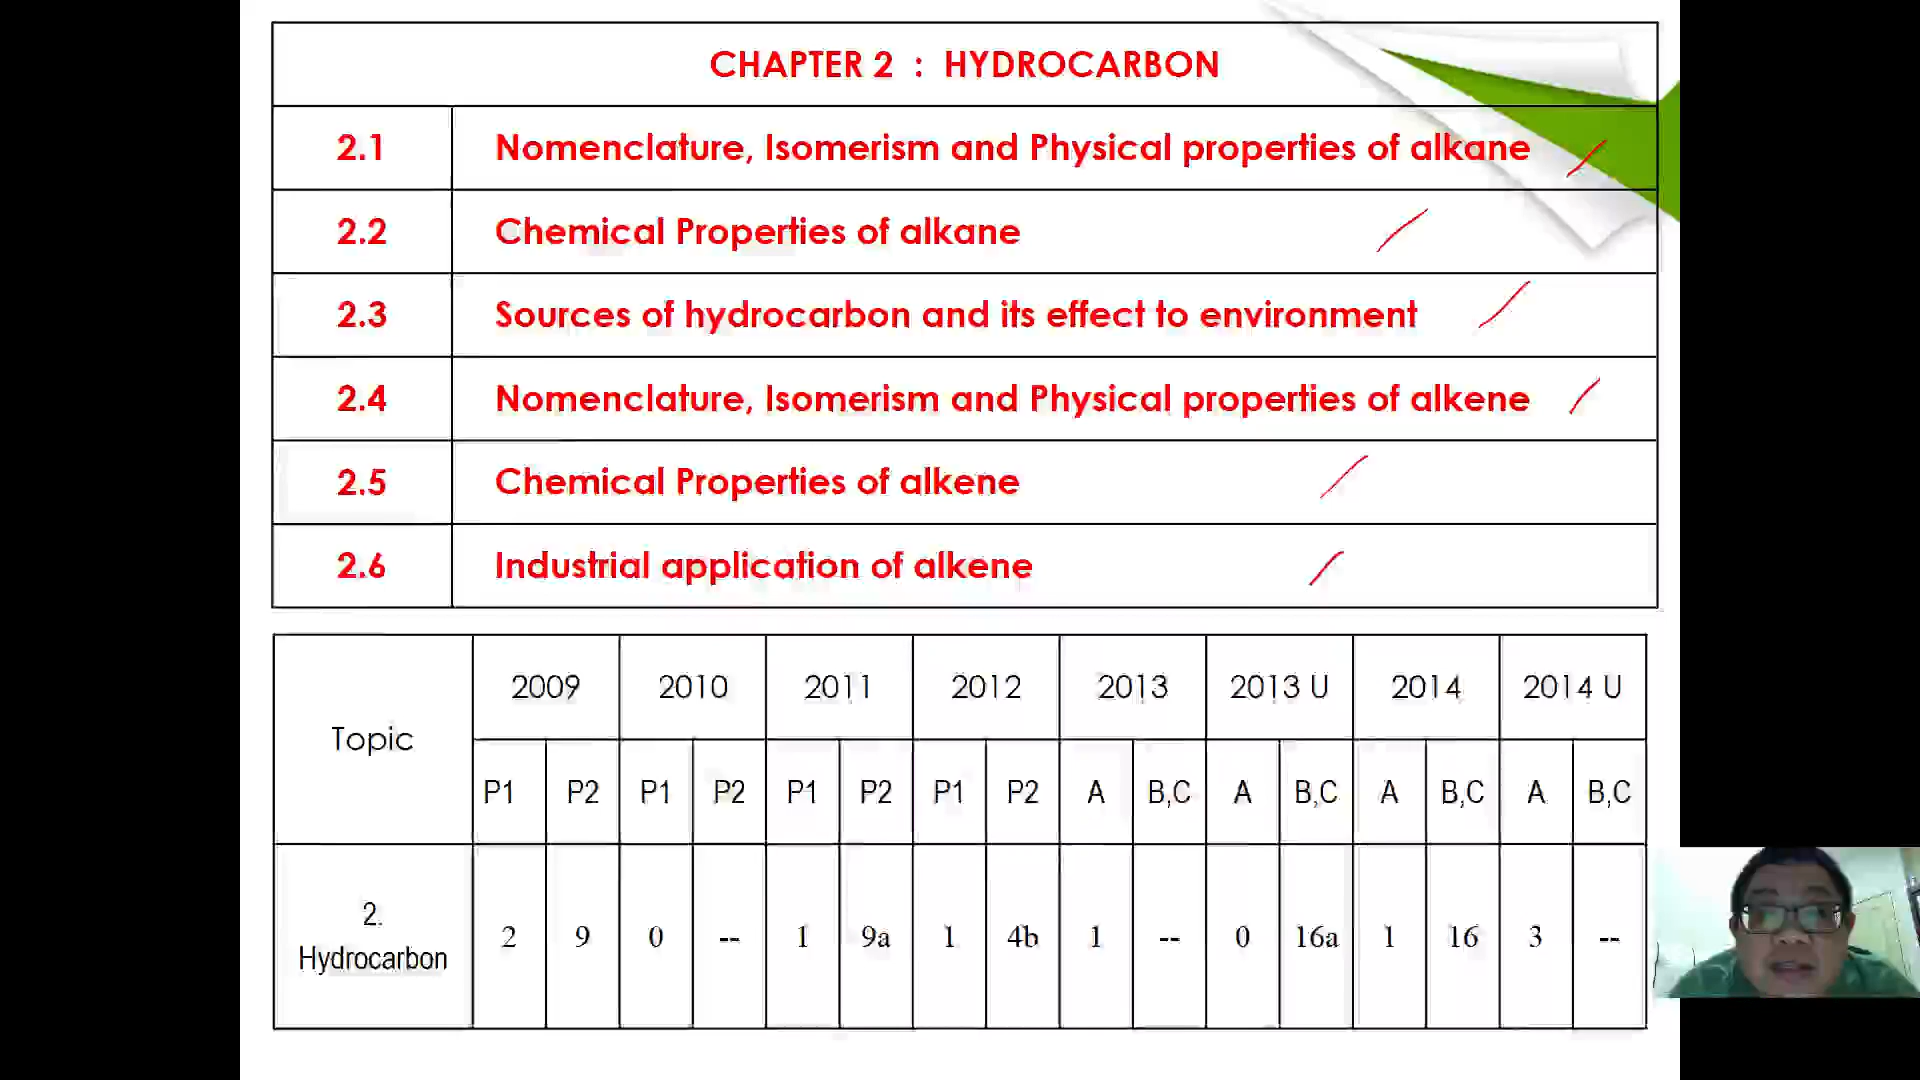 CHAPTER 2 : HYDROCARBON
2.1 Nomenclature, Isomerism and Physical properties of alkane
2.2 Chemical Properties of alkane
2.3 Sources of hydrocarbon and its effect to environment
2.4 Nomenclature, Isomerism and Physical properties of alkene
2.5 Chemical Properties of alkene
2.6 Industrial application of alkene
Topic 2009 2010 2011 2012 2013 2013 U 2014 2014 U
P1 P2 P1 P2 P1 P2 P1 P2 A B,C A B,C A B,C A B,C
2. Hydrocarbon 2 9 0 -- 1 9a 1 4b 1 -- 0 16a 1 16 3 --